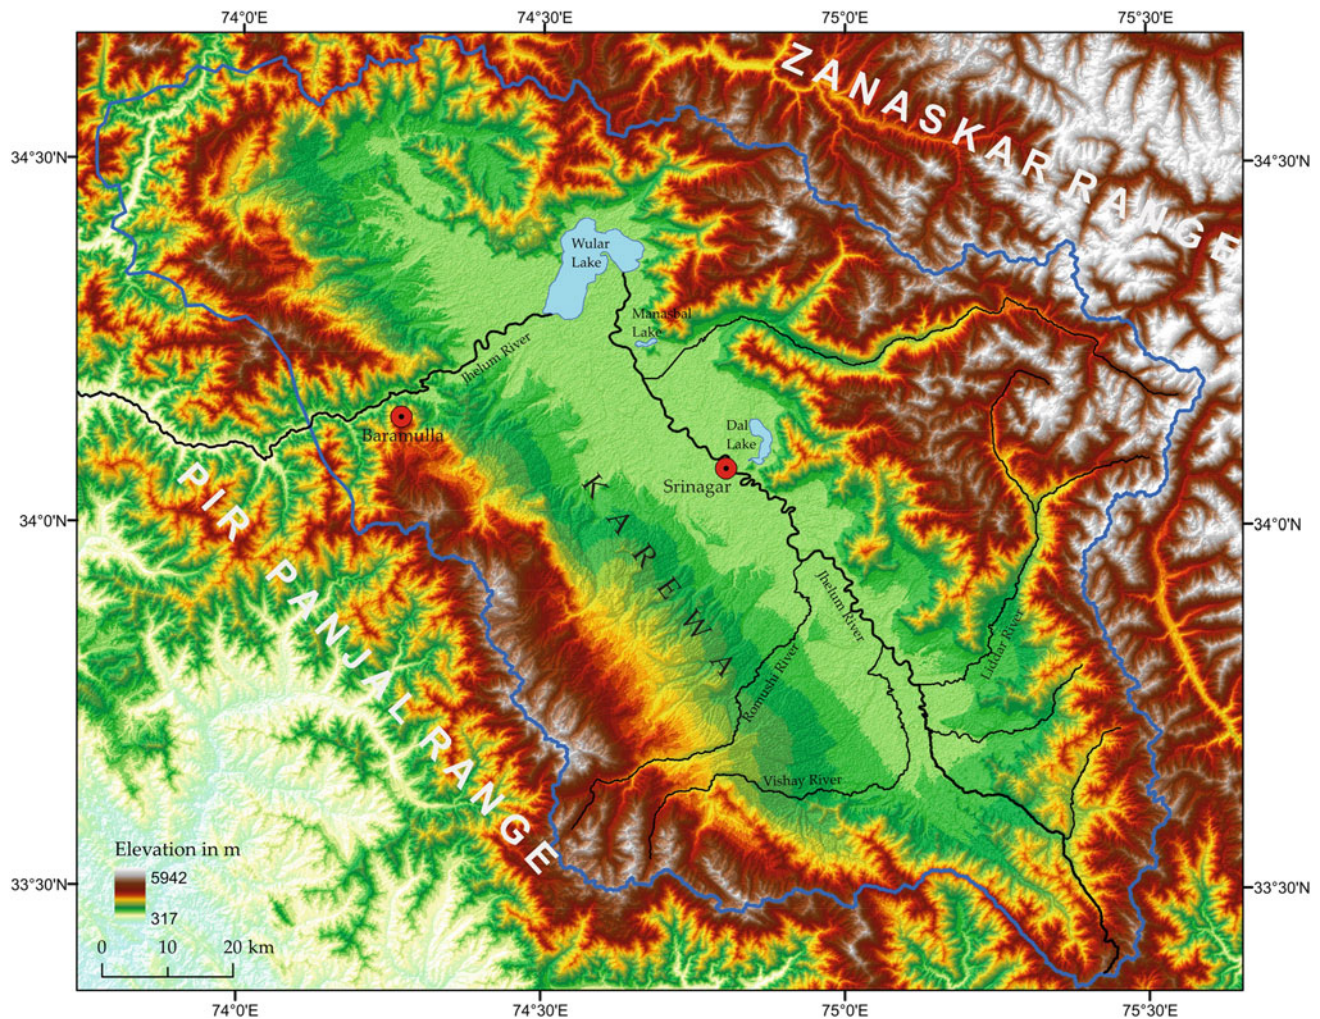 74°0'E 74°30'E 75°0'E 75°30'E
ZANASKAR RANGE
34°30'N 34°30'N
Wular
Lake
Manasbal
Lake
Jhelum River
Dal
Lake
Baramulla
Srinagar
PIR PANJAL RANGE
KAREWA
34°0'N 34°0'N
Jhelum River
Liddar River
Romushi River
Vishav River
Elevation in m
5942
317
33°30'N 33°30'N
0 10 20 km
74°0'E 74°30'E 75°0'E 75°30'E